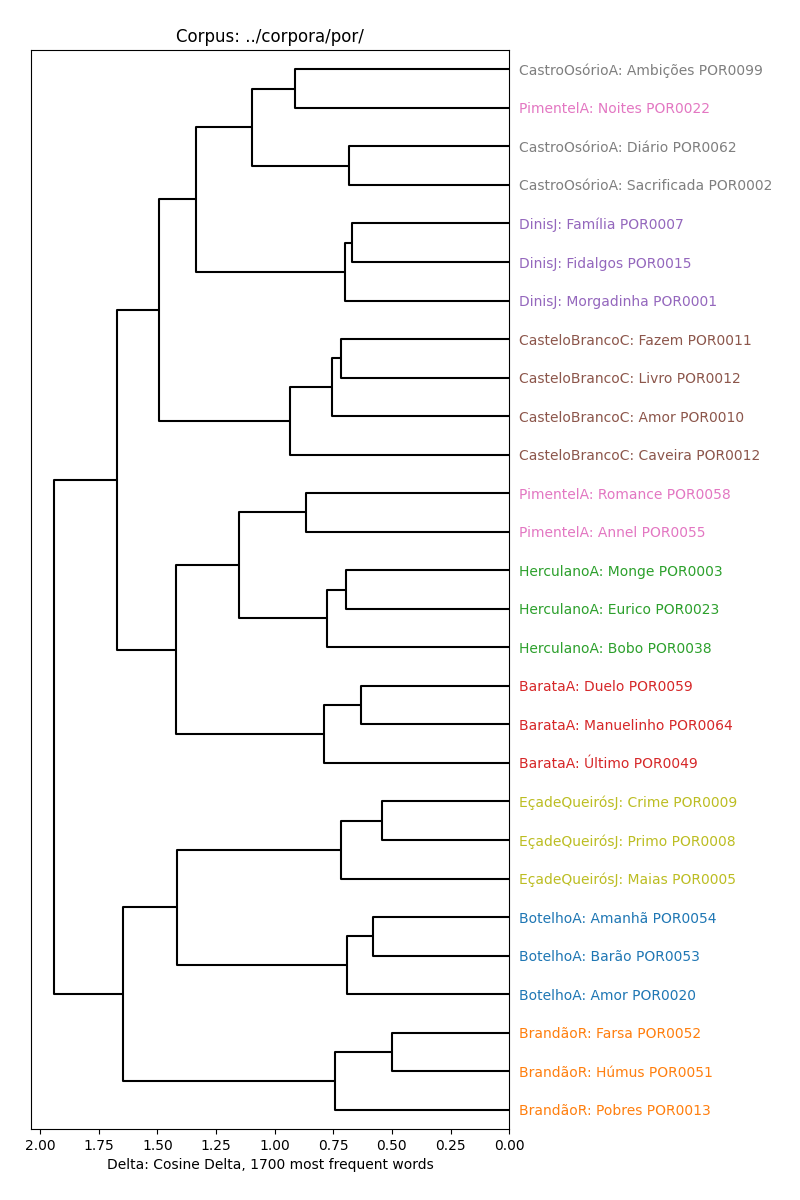 Corpus: ../corpora/por/
CastroOsórioA: Ambições POR0099
PimentelA: Noites POR0022
CastroOsórioA: Diário POR0062
CastroOsórioA: Sacrificada POR0002
DinisJ: Família POR0007
DinisJ: Fidalgos POR0015
DinisJ: Morgadinha POR0001
CasteloBrancoC: Fazem POR0011
CasteloBrancoC: Livro POR0012
CasteloBrancoC: Amor POR0010
CasteloBrancoC: Caveira POR0012
PimentelA: Romance POR0058
PimentelA: Annel POR0055
HerculanoA: Monge POR0003
HerculanoA: Eurico POR0023
HerculanoA: Bobo POR0038
BarataA: Duelo POR0059
BarataA: Manuelinho POR0064
BarataA: Último POR0049
EçadeQueirósJ: Crime POR0009
EçadeQueirósJ: Primo POR0008
EçadeQueirósJ: Maias POR0005
BotelhoA: Amanhã POR0054
BotelhoA: Barão POR0053
BotelhoA: Amor POR0020
BrandãoR: Farsa POR0052
BrandãoR: Húmus POR0051
BrandãoR: Pobres POR0013
2.00 1.75 1.50 1.25 1.00 0.75 0.50 0.25 0.00
Delta: Cosine Delta, 1700 most frequent words